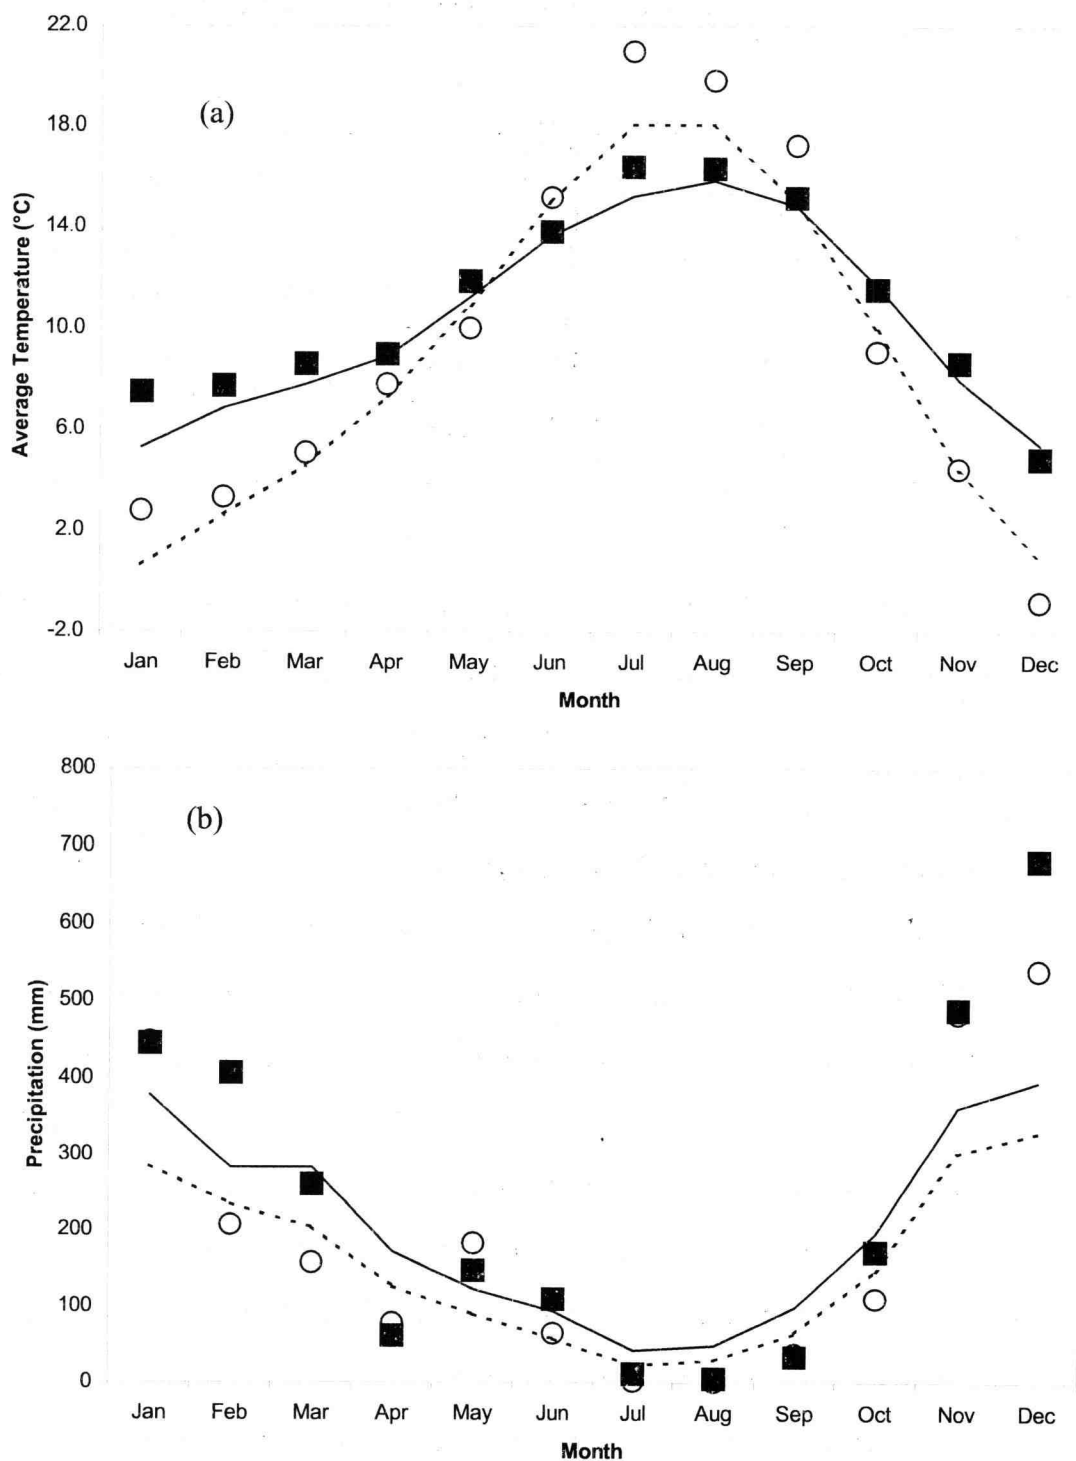 22.0
(a)
18.0
14.0
10.0
6.0
2.0
-2.0
Average Temperature (°C)
Jan Feb Mar Apr May Jun Jul Aug Sep Oct Nov Dec
Month
800
(b)
700
600
500
400
300
200
100
0
Precipitation (mm)
Jan Feb Mar Apr May Jun Jul Aug Sep Oct Nov Dec
Month